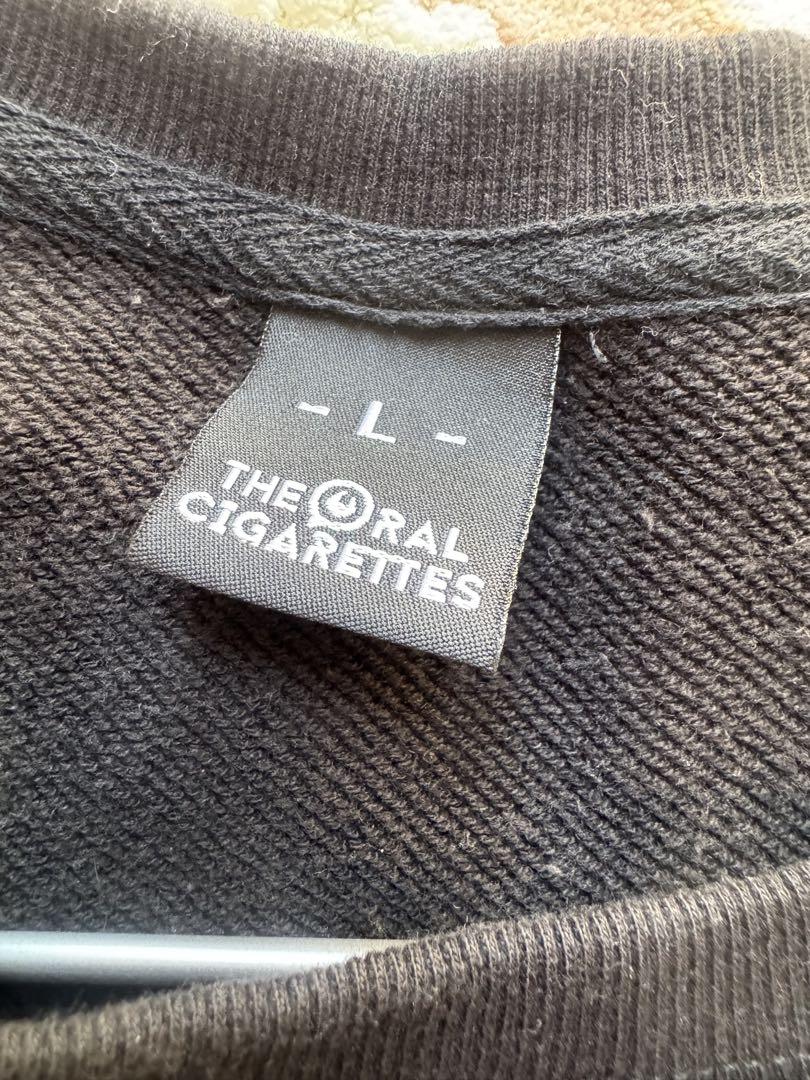 - L -
THE ORAL
CIGARETTES